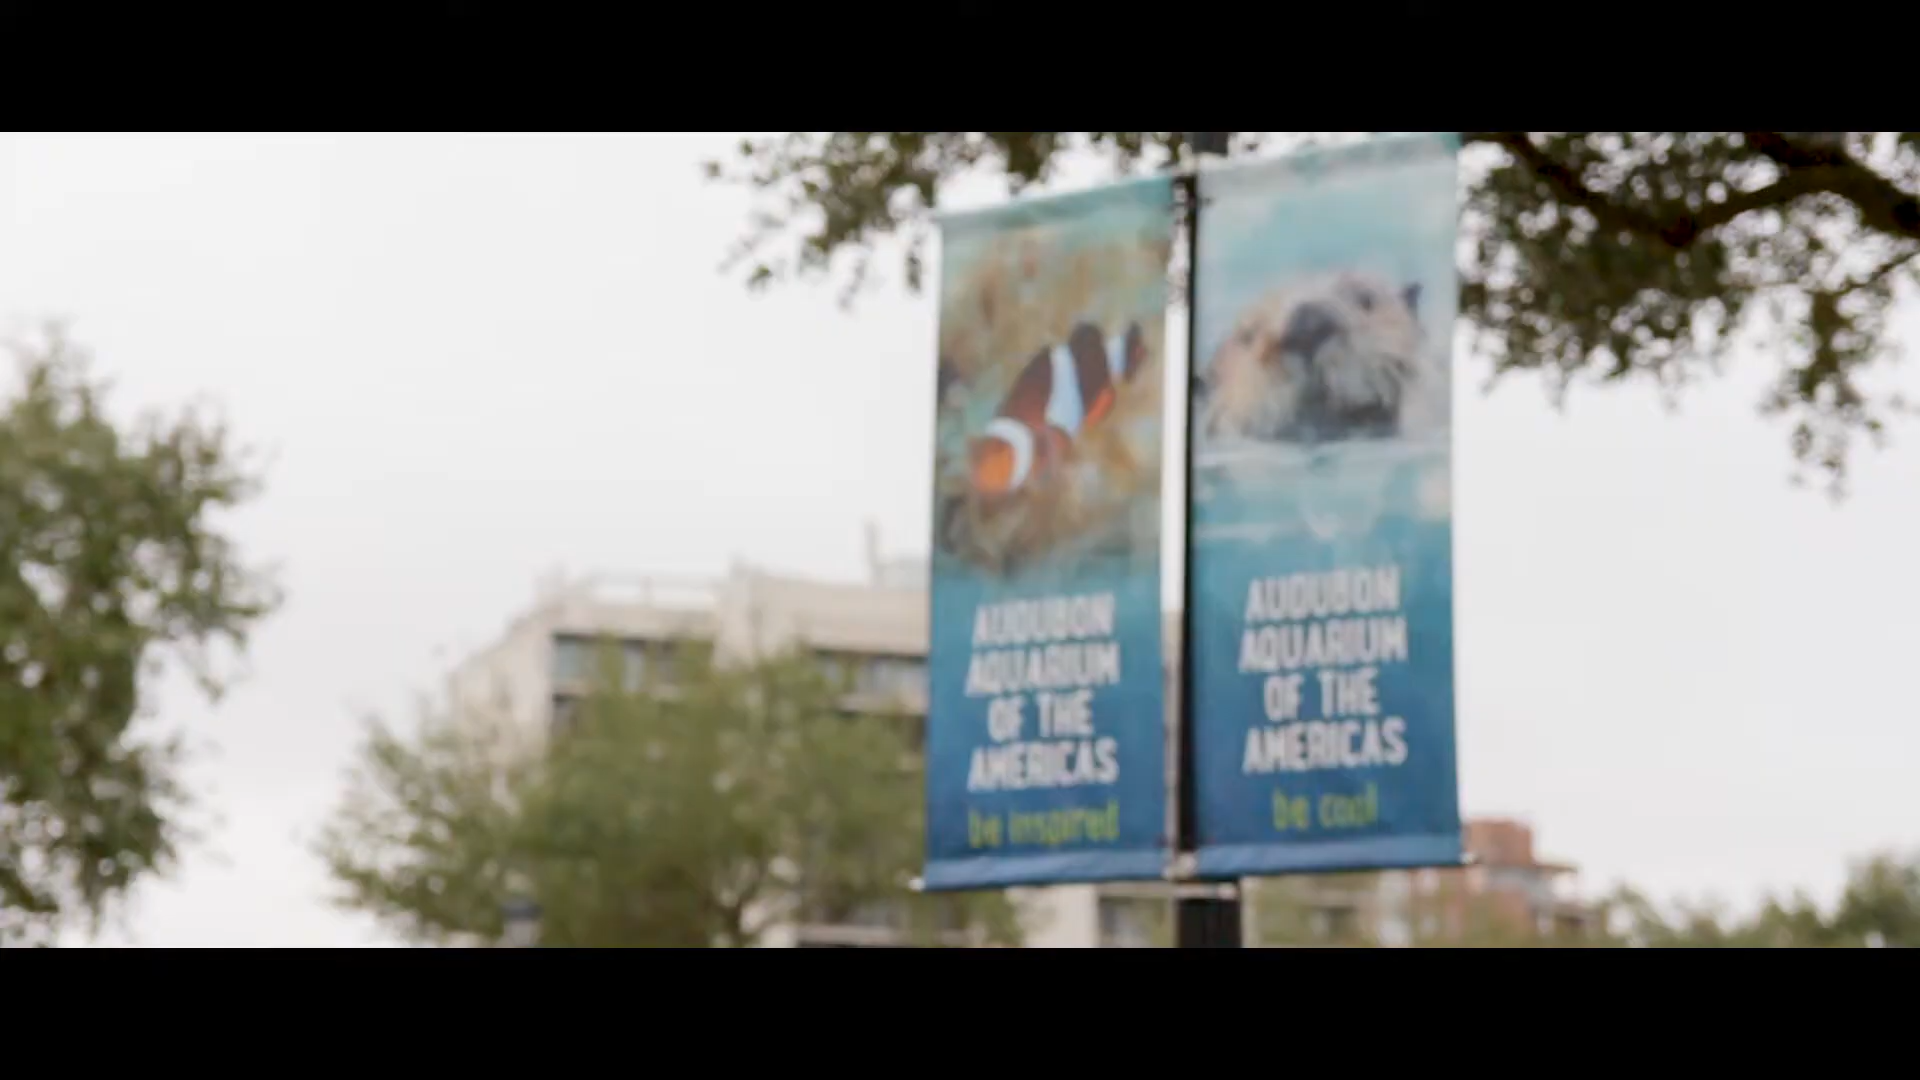 AUDUBON
AQUARIUM
OF THE
AMERICAS
be inspired
AUDUBON
AQUARIUM
OF THE
AMERICAS
be cool